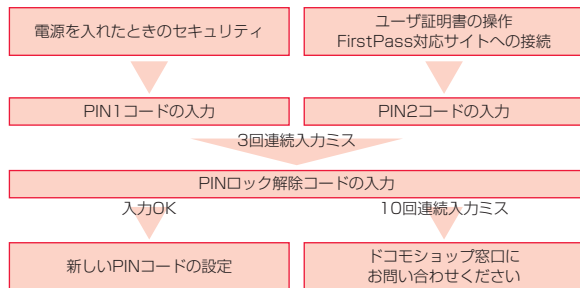 電源を入れたときのセキュリティ
ユーザ証明書の操作
FirstPass対応サイトへの接続
PIN1コードの入力
PIN2コードの入力
3回連続入力ミス
PINロック解除コードの入力
入力OK
10回連続入力ミス
新しいPINコードの設定
ドコモショップ窓口に
お問い合わせください